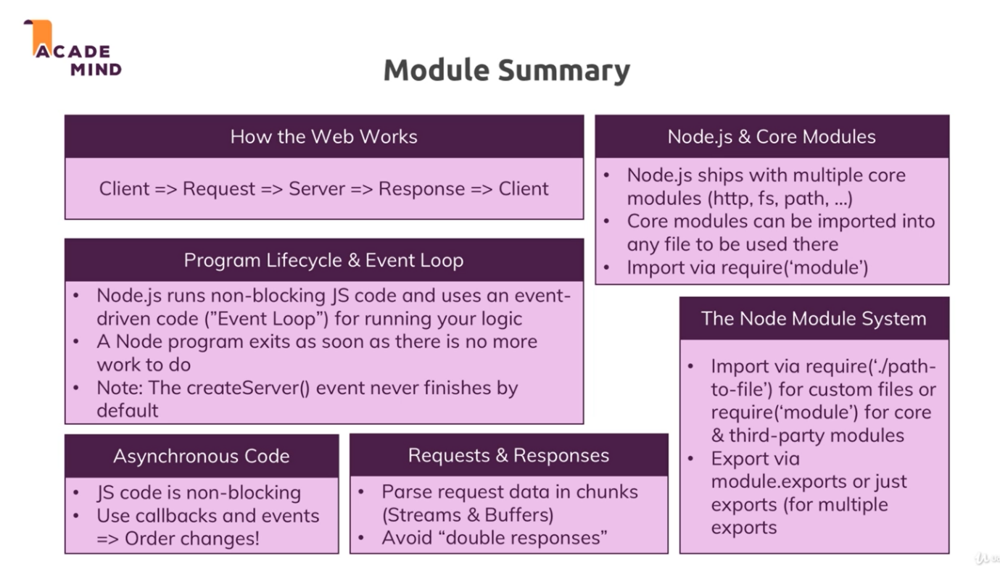 ACADE
MIND
Module Summary
How the Web Works
Client => Request => Server => Response => Client
Node.js & Core Modules
• Node.js ships with multiple core
modules (http, fs, path, ...)
• Core modules can be imported into
any file to be used there
• Import via require(‘module’)
Program Lifecycle & Event Loop
• Node.js runs non-blocking JS code and uses an event-
driven code (”Event Loop”) for running your logic
• A Node program exits as soon as there is no more
work to do
• Note: The createServer() event never finishes by
default
The Node Module System
• Import via require(‘./path-
to-file’) for custom files or
require(‘module’) for core
& third-party modules
• Export via
module.exports or just
exports (for multiple
exports
Asynchronous Code
• JS code is non-blocking
• Use callbacks and events
=> Order changes!
Requests & Responses
• Parse request data in chunks
(Streams & Buffers)
• Avoid “double responses”